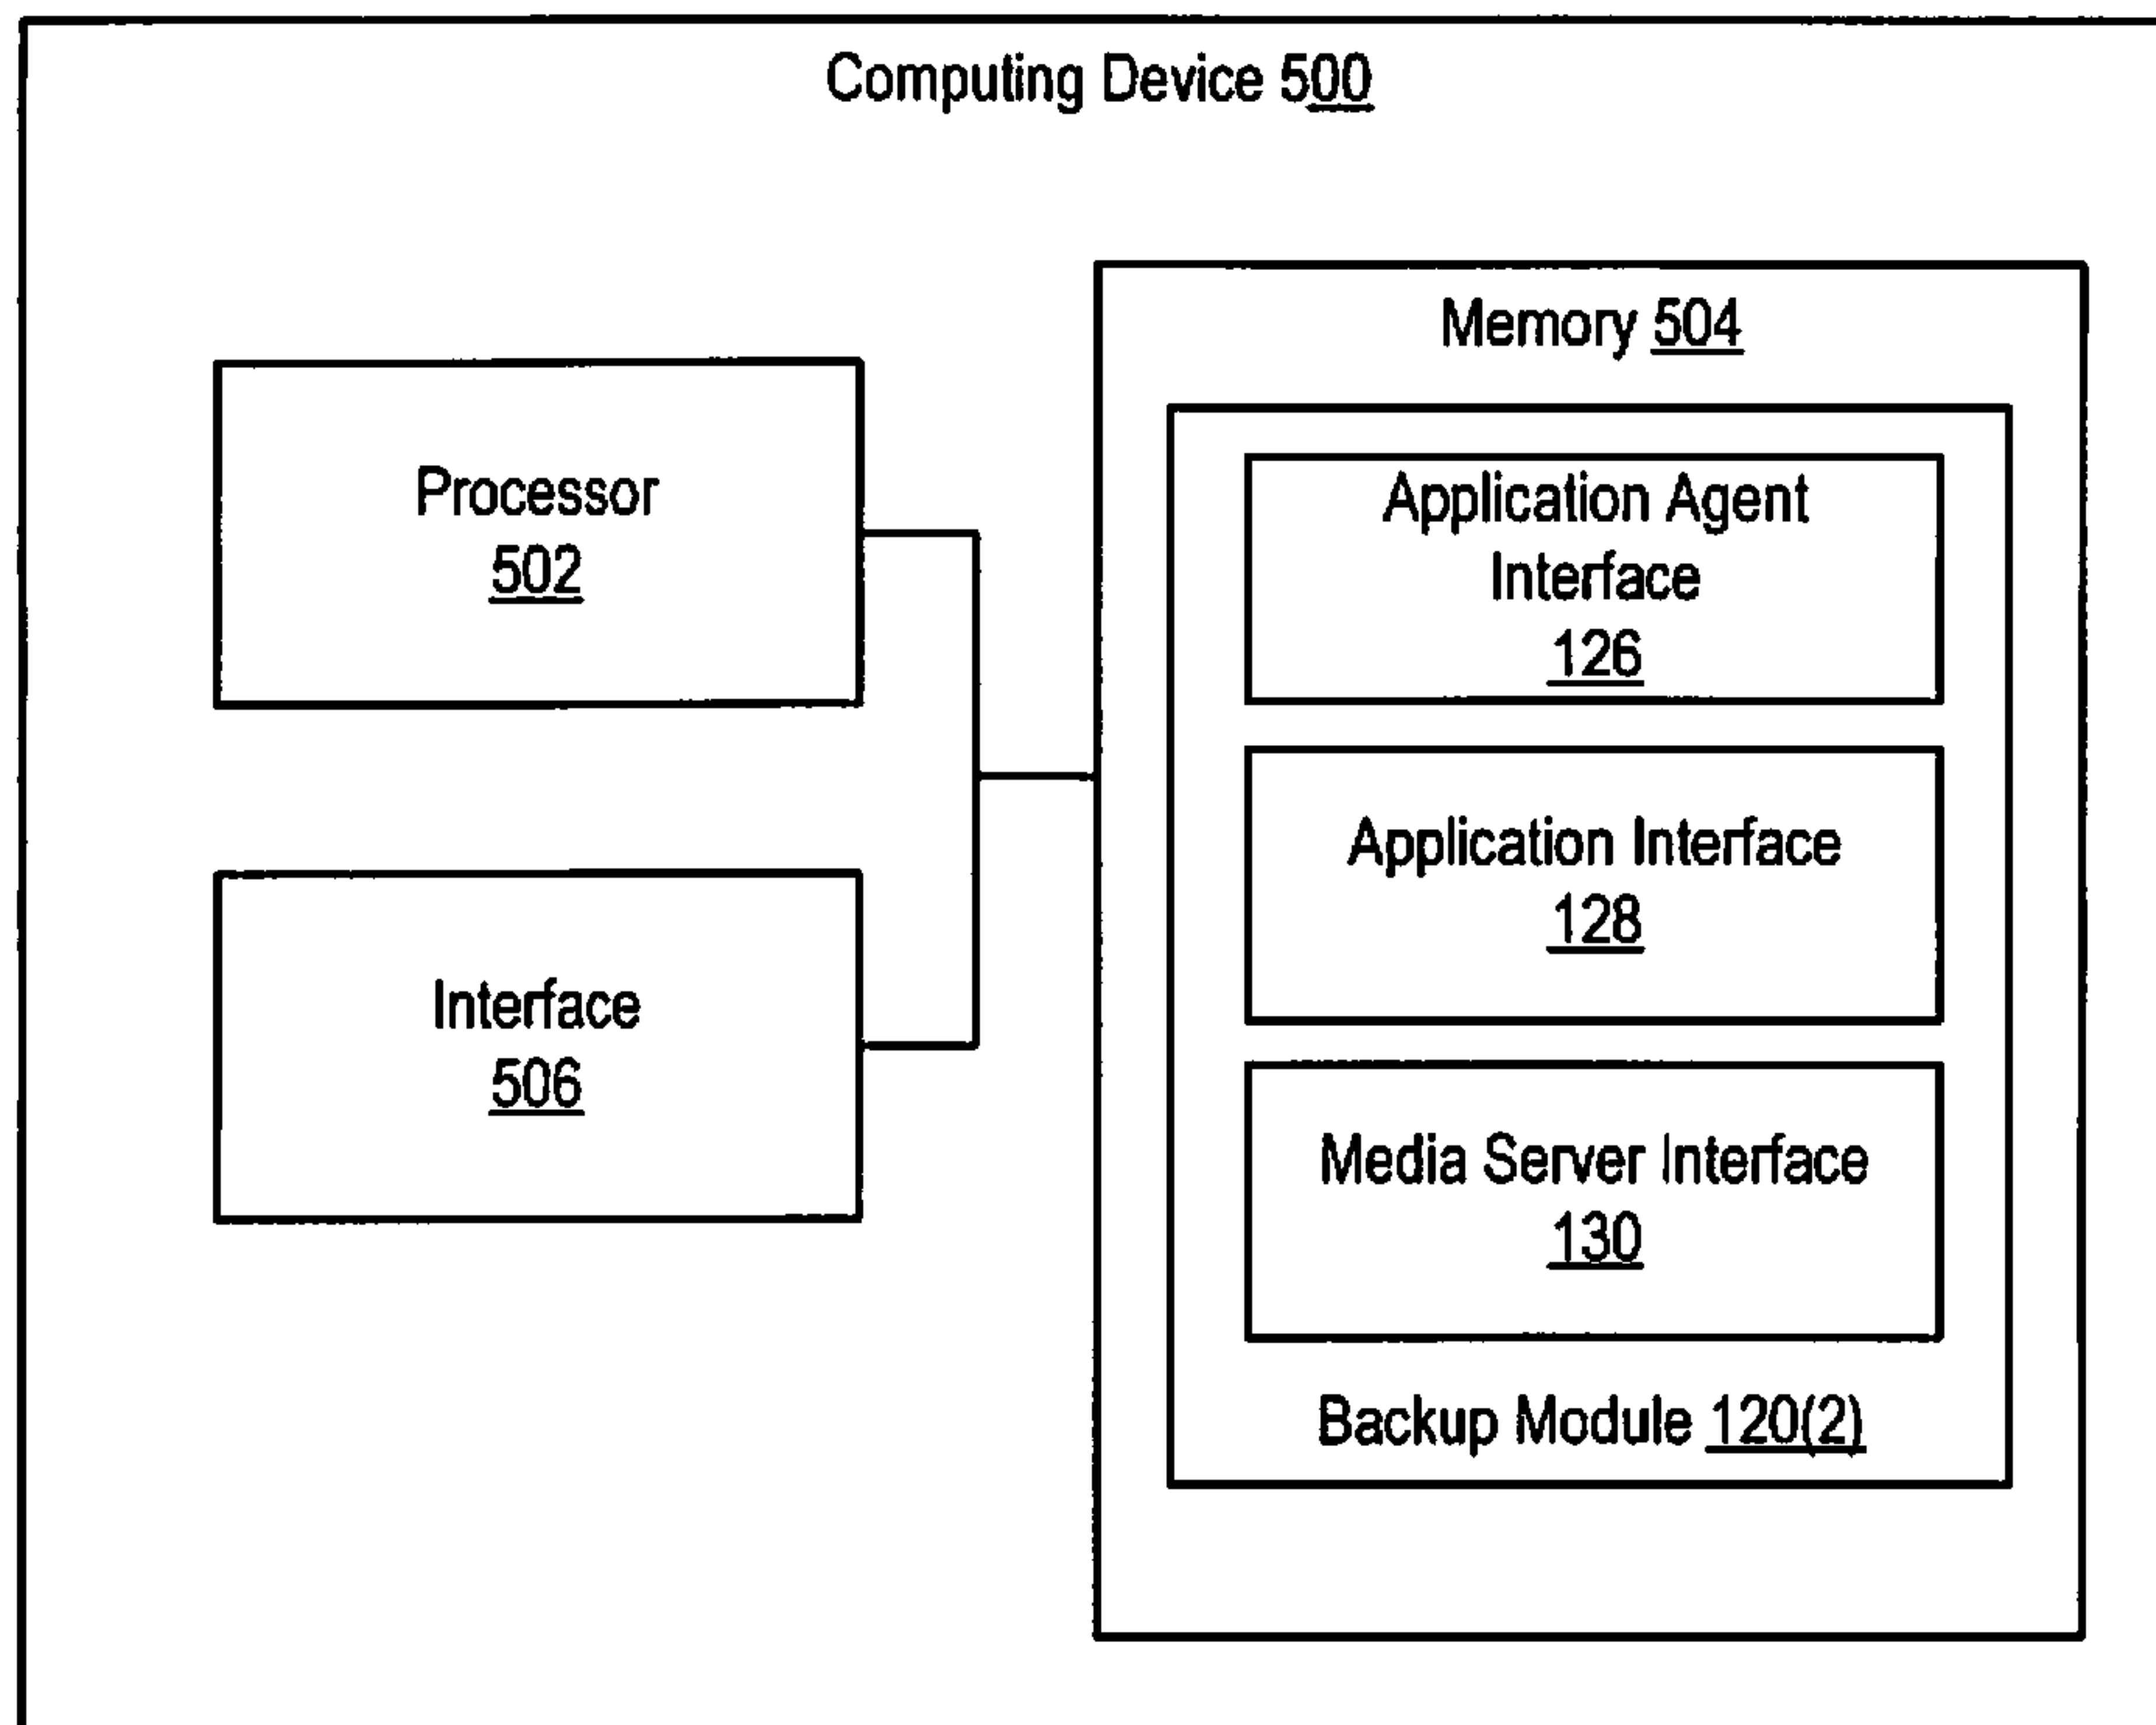 Computing Device 500
Memory 504
Processor
502
Application Agent
Interface
126
Application Interface
128
Interface
506
Media Server Interface
130
Backup Module 120(2)